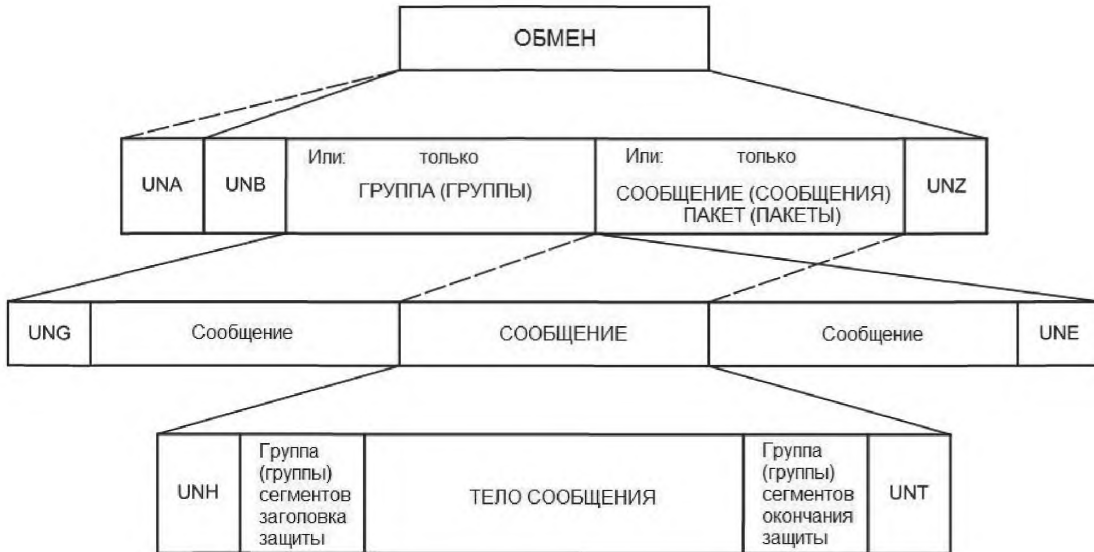 ОБМЕН
UNA
UNB
Или: только
ГРУППА (ГРУППЫ)
Или: только
СООБЩЕНИЕ (СООБЩЕНИЯ)
ПАКЕТ (ПАКЕТЫ)
UNZ
UNG
Сообщение
СООБЩЕНИЕ
Сообщение
UNE
UNH
Группа
(группы)
сегментов
заголовка
защиты
ТЕЛО СООБЩЕНИЯ
Группа
(группы)
сегментов
окончания
защиты
UNT